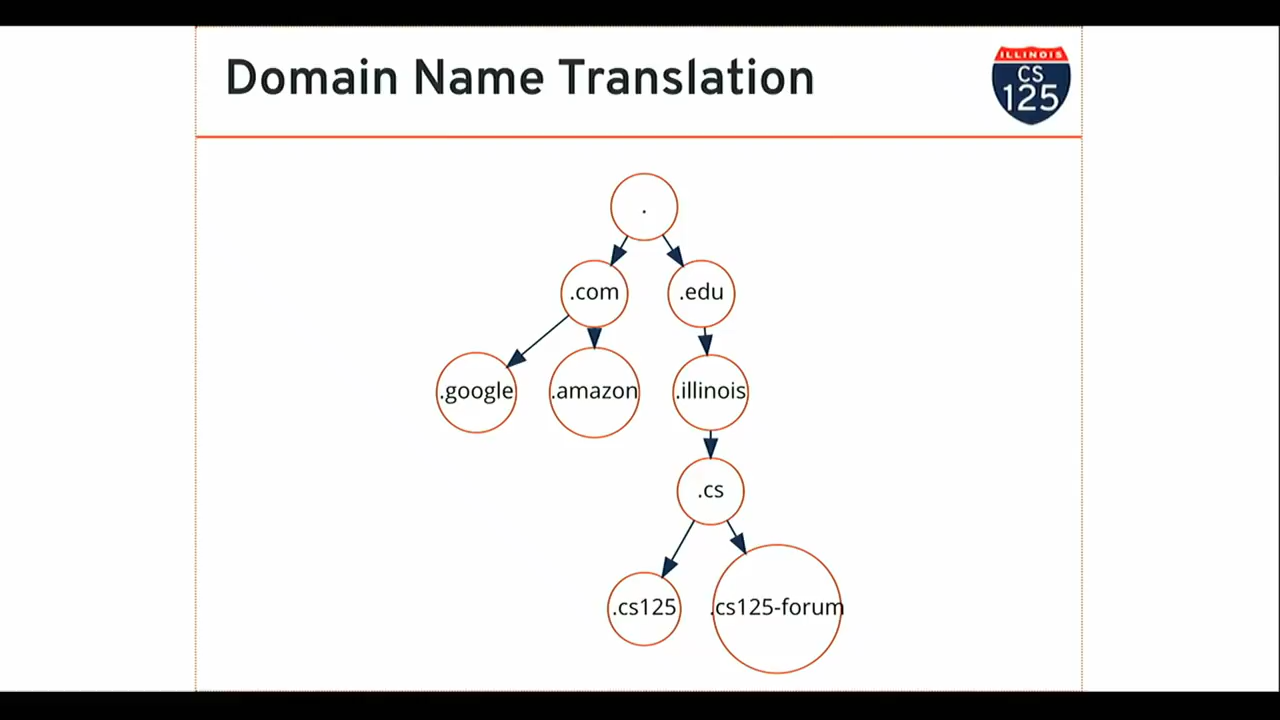 Domain Name Translation
ILLINOIS
CS
125
.
.com
.edu
.google
.amazon
.illinois
.cs
.cs125
.cs125-forum